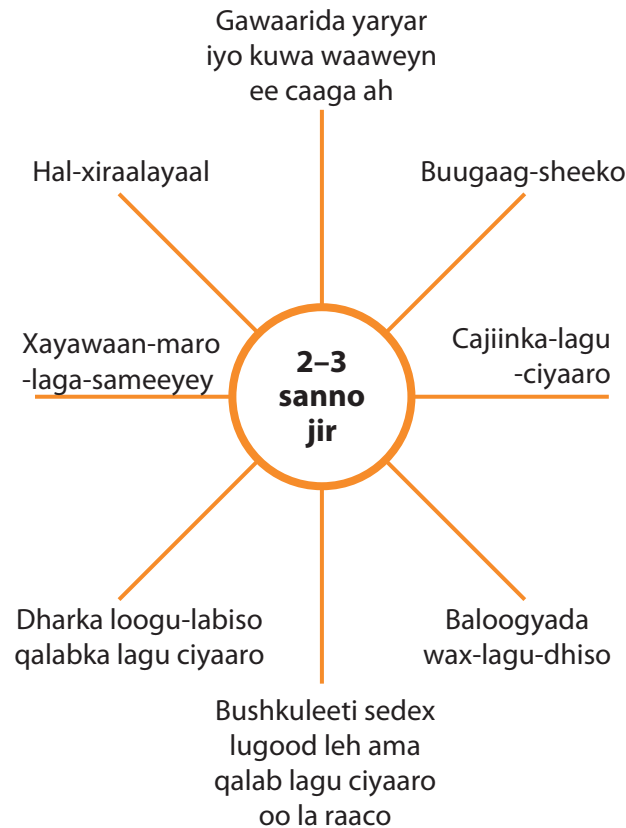 Gawaarida yaryar
iyo kuwa waaweyn
ee caaga ah
Hal-xiraalayaal
Buugaag-sheeko
Xayawaan-maro
-laga-sameeyey
2–3
sanno
jir
Cajiinka-lagu
-ciyaaro
Dharka loogu-labiso
qalabka lagu ciyaaro
Baloogyada
wax-lagu-dhiso
Bushkuleeti sedex
lugood leh ama
qalab lagu ciyaaro
oo la raaco